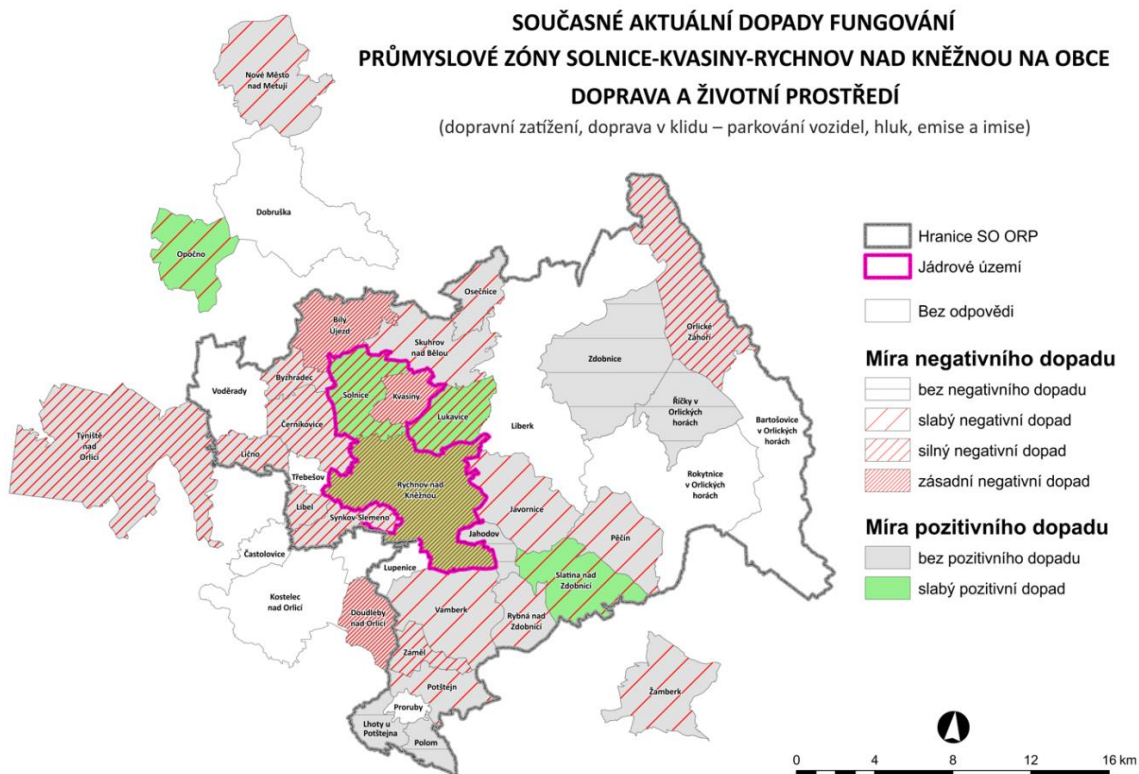 SOUČASNÉ AKTUÁLNÍ DOPADY FUNGOVÁNÍ
PRŮMYSLOVÉ ZÓNY SOLNICE-KVASINY-RYCHNOV NAD KNĚŽNOU NA OBCE
DOPRAVA A ŽIVOTNÍ PROSTŘEDÍ
(dopravní zatížení, doprava v klidu – parkování vozidel, hluk, emise a imise)
Nové Město
nad Metují
Dobruška
Opočno
Osečnice
Bílý
Újezd
Skuhrov
nad Bělou
Orlické
Záhoří
Zdobnice
Byzhradec
Solnice
Kvasiny
Voděrady
Lukavice
Říčky v
Orlických
horách
Černíkovice
Liberk
Bartošovice
v Orlických
horách
Týniště
nad
Orlicí
Lično
Třebešov
Rychnov nad
Kněžnou
Rokytnice
v Orlických
horách
Libel
Synkov-Slemeno
Javornice
Jahodov
Pěčín
Častolovice
Lupenice
Slatina nad
Zdobnicí
Kostelec
nad Orlicí
Doudleby
nad Orlicí
Vamberk
Rybná nad
Zdobnicí
Záměl
Potštejn
Žamberk
Proruby
Lhoty u
Potštejna
Polom
Hranice SO ORP
Jádrové území
Bez odpovědi
Míra negativního dopadu
bez negativního dopadu
slabý negativní dopad
silný negativní dopad
zásadní negativní dopad
Míra pozitivního dopadu
bez pozitivního dopadu
slabý pozitivní dopad
0 4 8 12 16 km